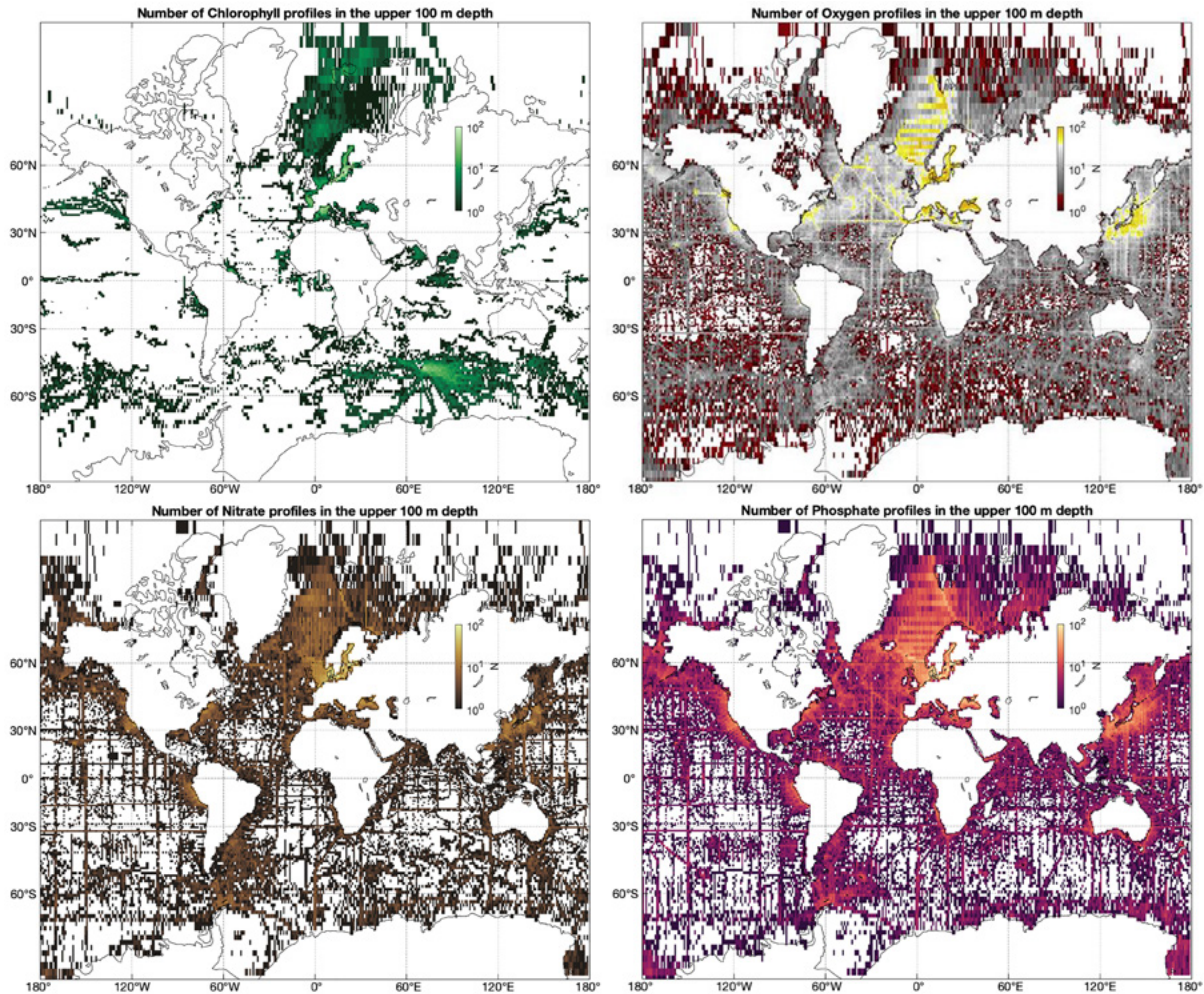 Number of Chlorophyll profiles in the upper 100 m depth
60°N
30°N
0°
30°S
60°S
180° 120°W 60°W 0° 60°E 120°E 180°
10²
10¹ N
10⁰
Number of Oxygen profiles in the upper 100 m depth
60°N
30°N
0°
30°S
60°S
180° 120°W 60°W 0° 60°E 120°E 180°
10²
10¹ N
10⁰
Number of Nitrate profiles in the upper 100 m depth
60°N
30°N
0°
30°S
60°S
180° 120°W 60°W 0° 60°E 120°E 180°
10²
10¹ N
10⁰
Number of Phosphate profiles in the upper 100 m depth
60°N
30°N
0°
30°S
60°S
180° 120°W 60°W 0° 60°E 120°E 180°
10²
10¹ N
10⁰